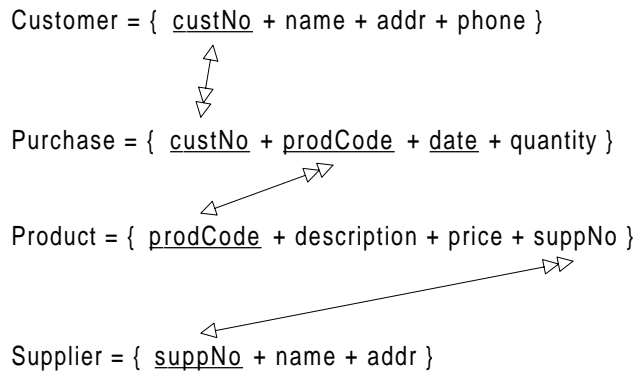 Customer = { custNo + name + addr + phone }
Purchase = { custNo + prodCode + date + quantity }
Product = { prodCode + description + price + suppNo }
Supplier = { suppNo + name + addr }